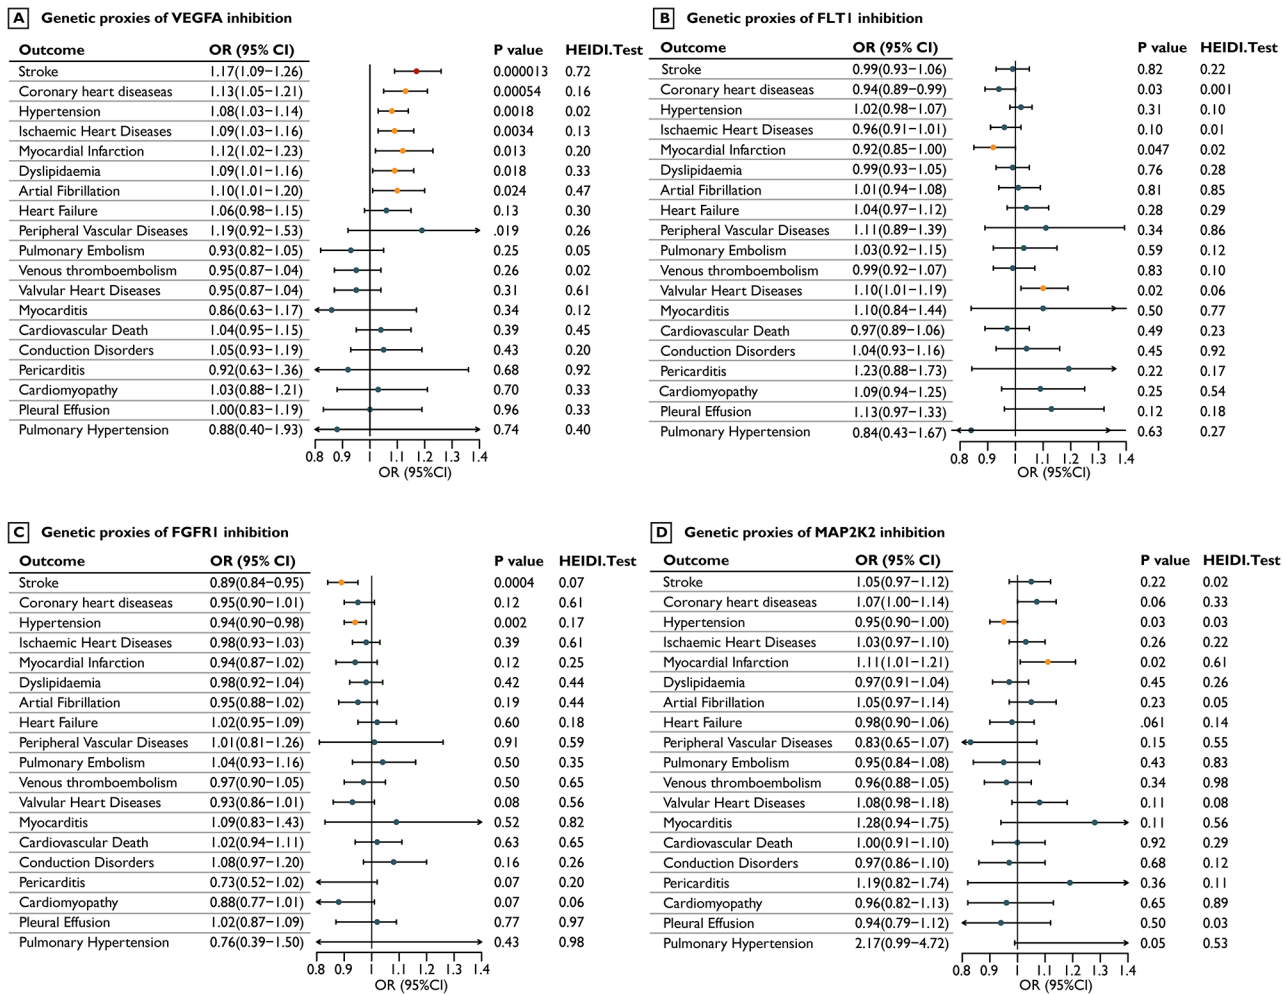 A Genetic proxies of VEGFA inhibition
Outcome OR (95% CI) P value HEIDI.Test
Stroke 1.17(1.09−1.26) 0.000013 0.72
Coronary heart diseaseas 1.13(1.05−1.21) 0.00054 0.16
Hypertension 1.08(1.03−1.14) 0.0018 0.02
Ischaemic Heart Diseases 1.09(1.03−1.16) 0.0034 0.13
Myocardial Infarction 1.12(1.02−1.23) 0.013 0.20
Dyslipidaemia 1.09(1.01−1.16) 0.018 0.33
Artial Fibrillation 1.10(1.01−1.20) 0.024 0.47
Heart Failure 1.06(0.98−1.15) 0.13 0.30
Peripheral Vascular Diseases 1.19(0.92−1.53) .019 0.26
Pulmonary Embolism 0.93(0.82−1.05) 0.25 0.05
Venous thromboembolism 0.95(0.87−1.04) 0.26 0.02
Valvular Heart Diseases 0.95(0.87−1.04) 0.31 0.61
Myocarditis 0.86(0.63−1.17) 0.34 0.12
Cardiovascular Death 1.04(0.95−1.15) 0.39 0.45
Conduction Disorders 1.05(0.93−1.19) 0.43 0.20
Pericarditis 0.92(0.63−1.36) 0.68 0.92
Cardiomyopathy 1.03(0.88−1.21) 0.70 0.33
Pleural Effusion 1.00(0.83−1.19) 0.96 0.33
Pulmonary Hypertension 0.88(0.40−1.93) 0.74 0.40
0.8 0.9 1 1.1 1.2 1.3 1.4
OR (95%CI)
B Genetic proxies of FLT1 inhibition
Outcome OR (95% CI) P value HEIDI.Test
Stroke 0.99(0.93−1.06) 0.82 0.22
Coronary heart diseaseas 0.94(0.89−0.99) 0.03 0.001
Hypertension 1.02(0.98−1.07) 0.31 0.10
Ischaemic Heart Diseases 0.96(0.91−1.01) 0.10 0.01
Myocardial Infarction 0.92(0.85−1.00) 0.047 0.02
Dyslipidaemia 0.99(0.93−1.05) 0.76 0.28
Artial Fibrillation 1.01(0.94−1.08) 0.81 0.85
Heart Failure 1.04(0.97−1.12) 0.28 0.29
Peripheral Vascular Diseases 1.11(0.89−1.39) 0.34 0.86
Pulmonary Embolism 1.03(0.92−1.15) 0.59 0.12
Venous thromboembolism 0.99(0.92−1.07) 0.83 0.10
Valvular Heart Diseases 1.10(1.01−1.19) 0.02 0.06
Myocarditis 1.10(0.84−1.44) 0.50 0.77
Cardiovascular Death 0.97(0.89−1.06) 0.49 0.23
Conduction Disorders 1.04(0.93−1.16) 0.45 0.92
Pericarditis 1.23(0.88−1.73) 0.22 0.17
Cardiomyopathy 1.09(0.94−1.25) 0.25 0.54
Pleural Effusion 1.13(0.97−1.33) 0.12 0.18
Pulmonary Hypertension 0.84(0.43−1.67) 0.63 0.27
0.8 0.9 1 1.1 1.2 1.3 1.4
OR (95%CI)
C Genetic proxies of FGFR1 inhibition
Outcome OR (95% CI) P value HEIDI.Test
Stroke 0.89(0.84−0.95) 0.0004 0.07
Coronary heart diseaseas 0.95(0.90−1.01) 0.12 0.61
Hypertension 0.94(0.90−0.98) 0.002 0.17
Ischaemic Heart Diseases 0.98(0.93−1.03) 0.39 0.61
Myocardial Infarction 0.94(0.87−1.02) 0.12 0.25
Dyslipidaemia 0.98(0.92−1.04) 0.42 0.44
Artial Fibrillation 0.95(0.88−1.02) 0.19 0.44
Heart Failure 1.02(0.95−1.09) 0.60 0.18
Peripheral Vascular Diseases 1.01(0.81−1.26) 0.91 0.59
Pulmonary Embolism 1.04(0.93−1.16) 0.50 0.35
Venous thromboembolism 0.97(0.90−1.05) 0.50 0.65
Valvular Heart Diseases 0.93(0.86−1.01) 0.08 0.56
Myocarditis 1.09(0.83−1.43) 0.52 0.82
Cardiovascular Death 1.02(0.94−1.11) 0.63 0.65
Conduction Disorders 1.08(0.97−1.20) 0.16 0.26
Pericarditis 0.73(0.52−1.02) 0.07 0.20
Cardiomyopathy 0.88(0.77−1.01) 0.07 0.06
Pleural Effusion 1.02(0.87−1.09) 0.77 0.97
Pulmonary Hypertension 0.76(0.39−1.50) 0.43 0.98
0.8 0.9 1 1.1 1.2 1.3 1.4
OR (95%CI)
D Genetic proxies of MAP2K2 inhibition
Outcome OR (95% CI) P value HEIDI.Test
Stroke 1.05(0.97−1.12) 0.22 0.02
Coronary heart diseaseas 1.07(1.00−1.14) 0.06 0.33
Hypertension 0.95(0.90−1.00) 0.03 0.03
Ischaemic Heart Diseases 1.03(0.97−1.10) 0.26 0.22
Myocardial Infarction 1.11(1.01−1.21) 0.02 0.61
Dyslipidaemia 0.97(0.91−1.04) 0.45 0.26
Artial Fibrillation 1.05(0.97−1.14) 0.23 0.05
Heart Failure 0.98(0.90−1.06) .061 0.14
Peripheral Vascular Diseases 0.83(0.65−1.07) 0.15 0.55
Pulmonary Embolism 0.95(0.84−1.08) 0.43 0.83
Venous thromboembolism 0.96(0.88−1.05) 0.34 0.98
Valvular Heart Diseases 1.08(0.98−1.18) 0.11 0.08
Myocarditis 1.28(0.94−1.75) 0.11 0.56
Cardiovascular Death 1.00(0.91−1.10) 0.92 0.29
Conduction Disorders 0.97(0.86−1.10) 0.68 0.12
Pericarditis 1.19(0.82−1.74) 0.36 0.11
Cardiomyopathy 0.96(0.82−1.13) 0.65 0.89
Pleural Effusion 0.94(0.79−1.12) 0.50 0.03
Pulmonary Hypertension 2.17(0.99−4.72) 0.05 0.53
0.8 0.9 1 1.1 1.2 1.3 1.4
OR (95%CI)